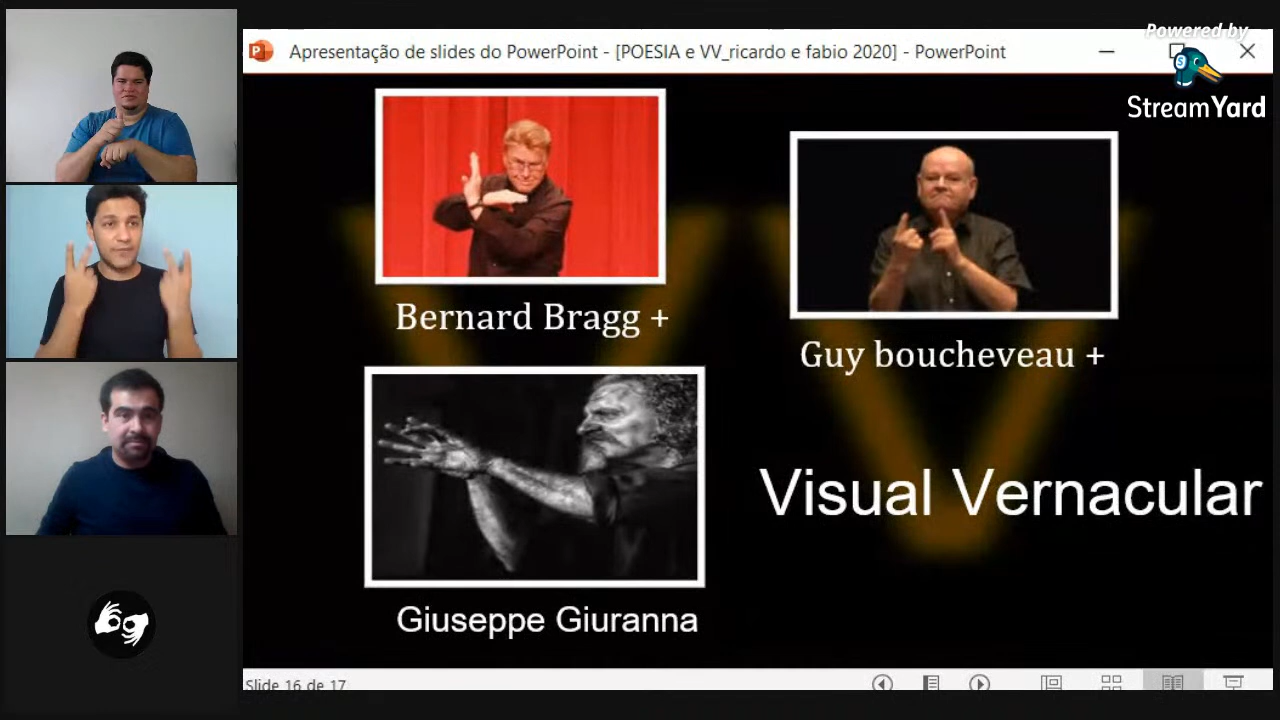 Powered by
StreamYard
Apresentação de slides do PowerPoint - [POESIA e VV_ricardo e fabio 2020] - PowerPoint
Bernard Bragg +
Guy boucheveau +
Visual Vernacular
Giuseppe Giuranna
Slide 16 de 17